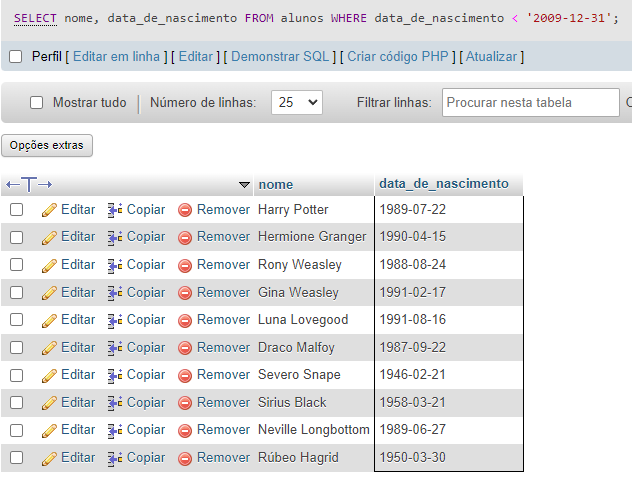 SELECT nome, data_de_nascimento FROM alunos WHERE data_de_nascimento < '2009-12-31';
Perfil [ Editar em linha ] [ Editar ] [ Demonstrar SQL ] [ Criar código PHP ] [ Atualizar ]
Mostrar tudo Número de linhas: 25 Filtrar linhas: Procurar nesta tabela
Opções extras
nome data_de_nascimento
Editar Copiar Remover Harry Potter 1989-07-22
Editar Copiar Remover Hermione Granger 1990-04-15
Editar Copiar Remover Rony Weasley 1988-08-24
Editar Copiar Remover Gina Weasley 1991-02-17
Editar Copiar Remover Luna Lovegood 1991-08-16
Editar Copiar Remover Draco Malfoy 1987-09-22
Editar Copiar Remover Severo Snape 1946-02-21
Editar Copiar Remover Sirius Black 1958-03-21
Editar Copiar Remover Neville Longbottom 1989-06-27
Editar Copiar Remover Rúbeo Hagrid 1950-03-30